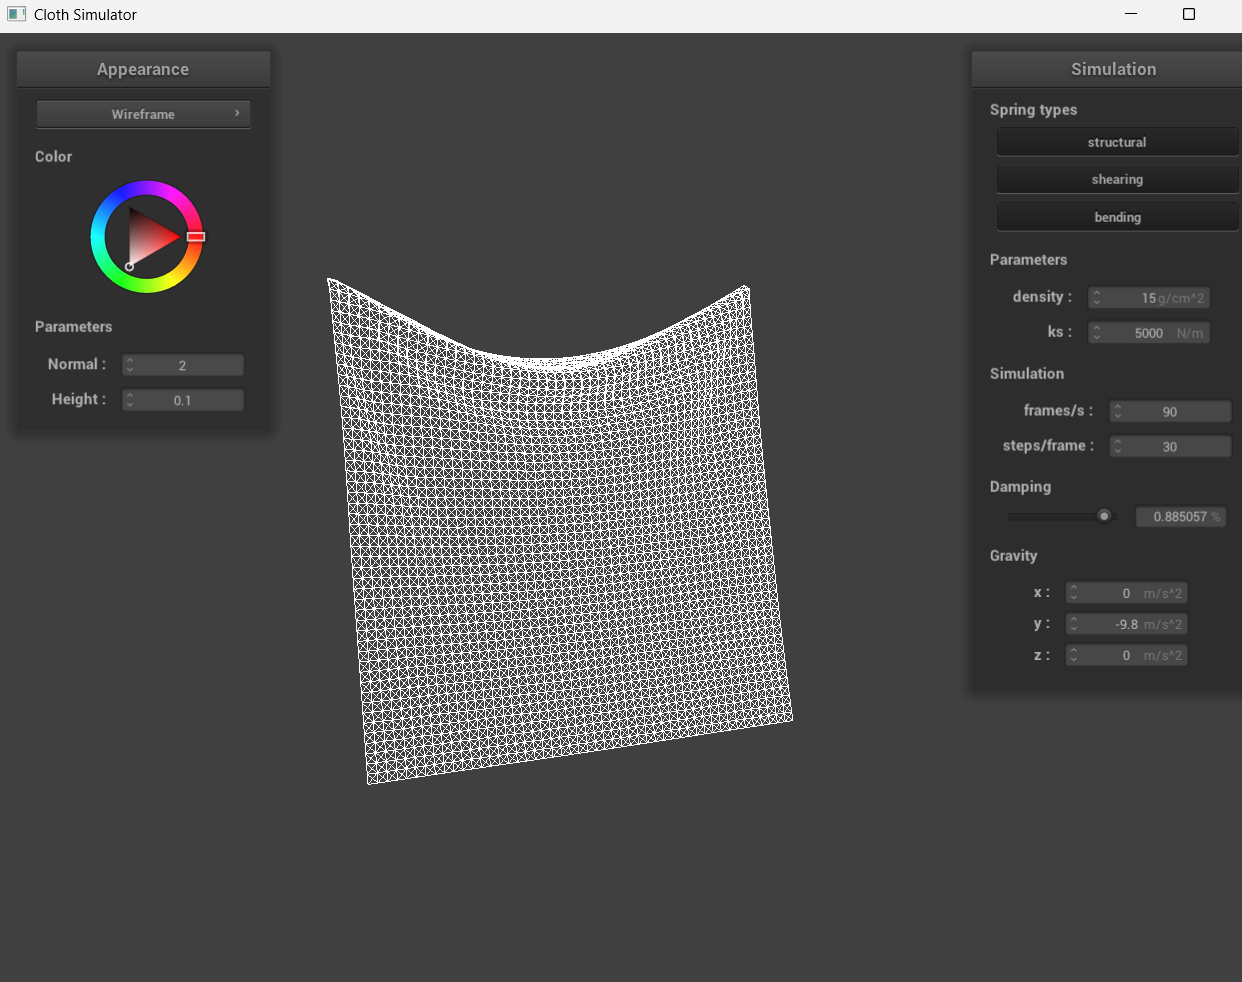 Cloth Simulator
Appearance
Wireframe ›
Color
Parameters
Normal : 2
Height : 0.1
Simulation
Spring types
structural
shearing
bending
Parameters
density : 15 g/cm^2
ks : 5000 N/m
Simulation
frames/s : 90
steps/frame : 30
Damping
0.885057 %
Gravity
x : 0 m/s^2
y : -9.8 m/s^2
z : 0 m/s^2